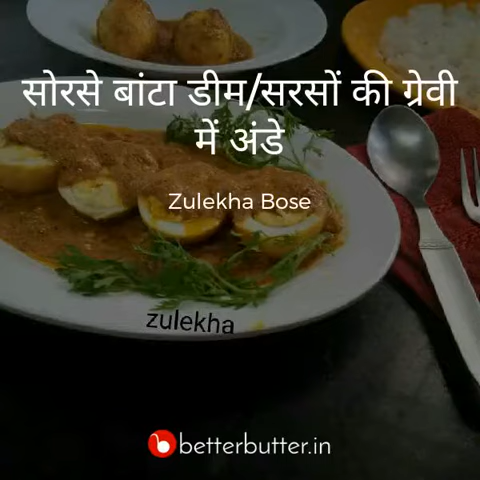 सोरसे बांटा डीम/सरसों की ग्रेवी
में अंडे
Zulekha Bose
zulekha
betterbutter.in